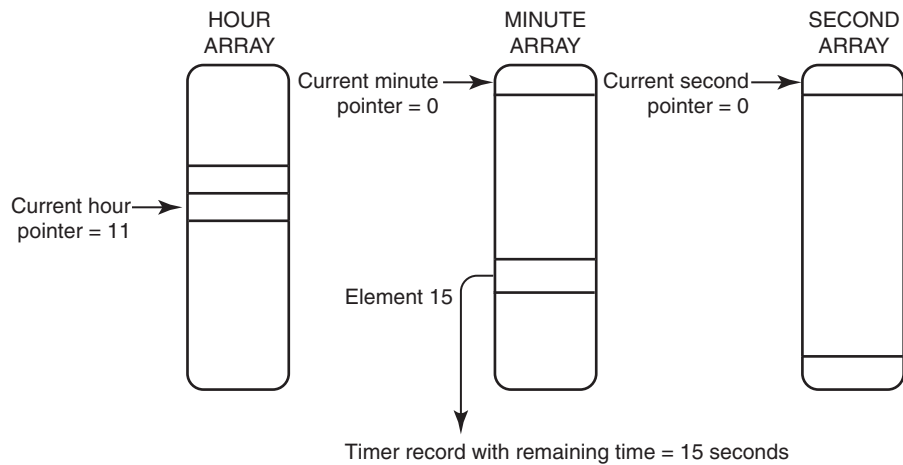 HOUR
ARRAY
MINUTE
ARRAY
SECOND
ARRAY
Current minute
pointer = 0
Current second
pointer = 0
Current hour
pointer = 11
Element 15
Timer record with remaining time = 15 seconds